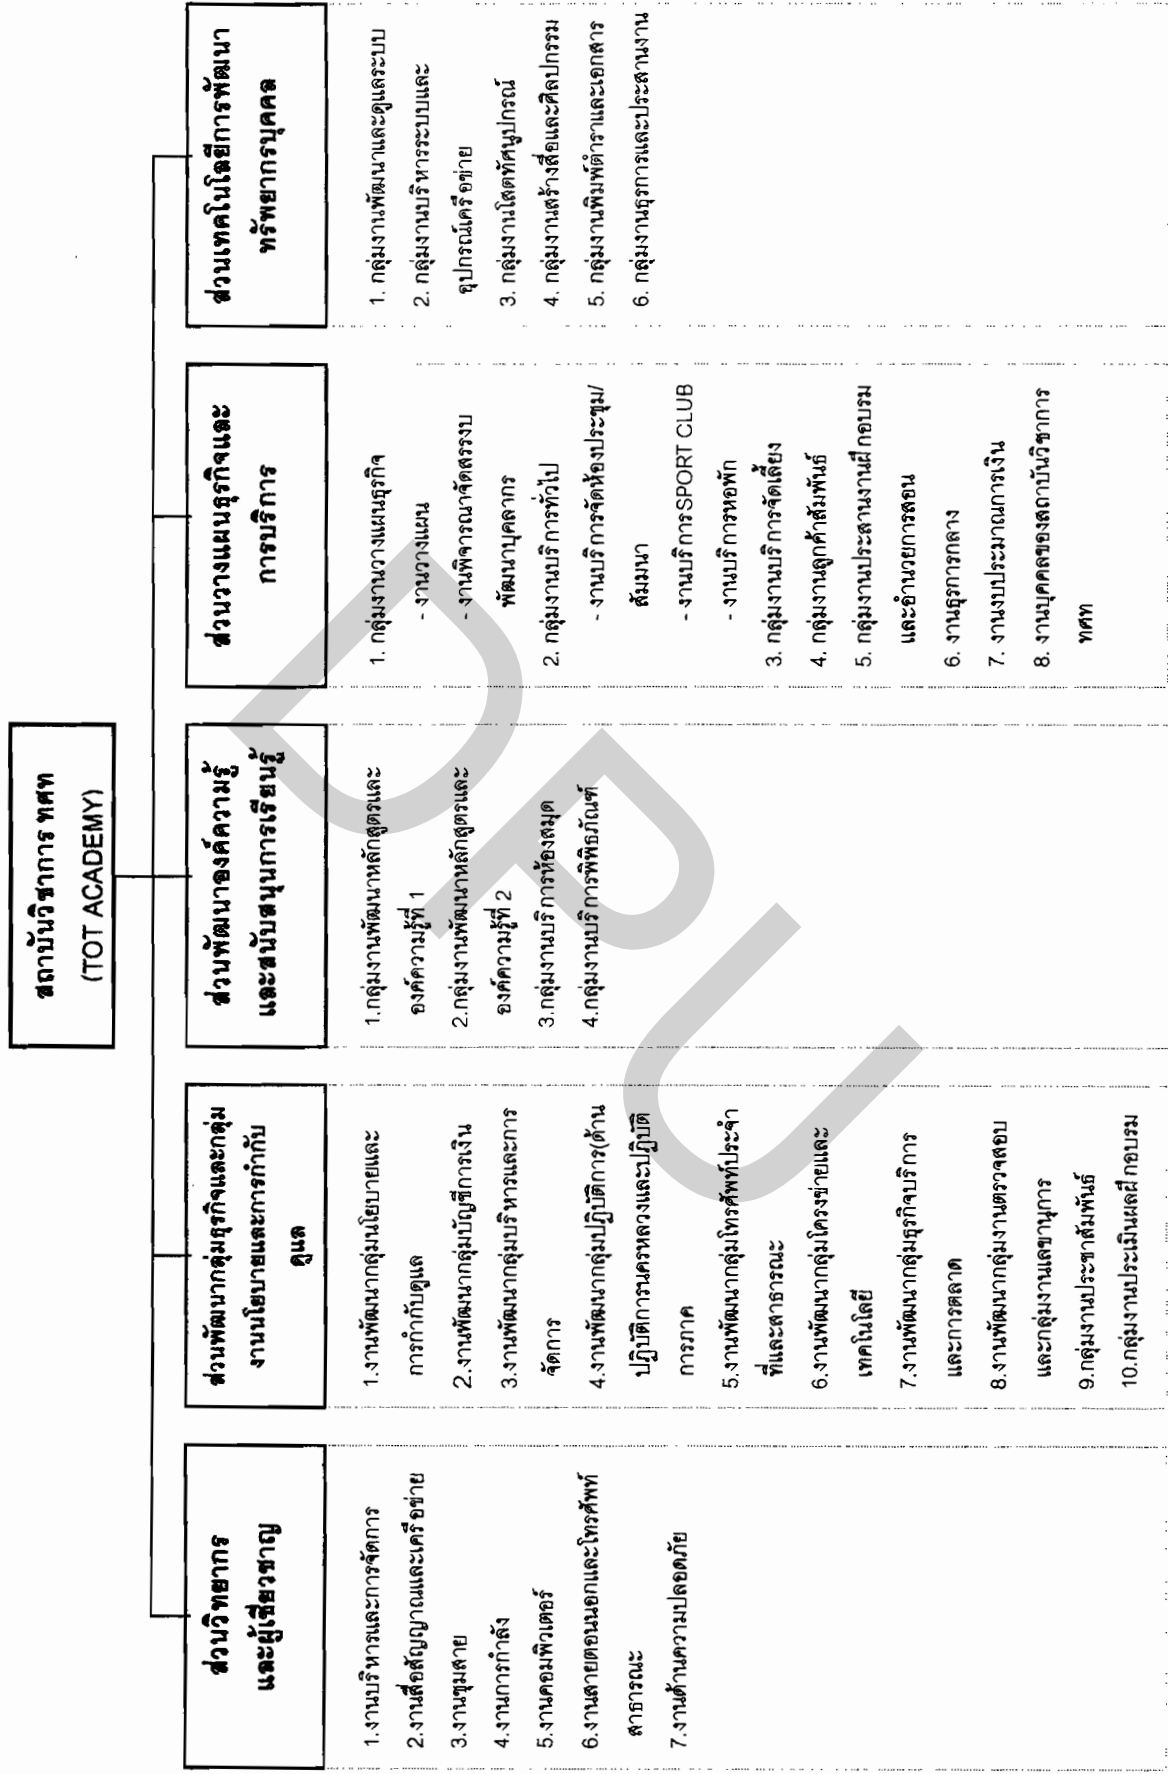 สถาบันวิชาการ ทศท
(TOT ACADEMY)
ส่วนวิทยากร
และผู้เชี่ยวชาญ
1.งานบริหารและการจัดการ
2.งานสื่อสัญญาณและเครือข่าย
3.งานชุมสาย
4.งานการกำลัง
5.งานคอมพิวเตอร์
6.งานสายตอนนอกและโทรศัพท์
สาธารณะ
7.งานด้านความปลอดภัย
ส่วนพัฒนากลุ่มธุรกิจและกลุ่ม
งานนโยบายและการกำกับ
ดูแล
1.งานพัฒนากลุ่มนโยบายและ
การกำกับดูแล
2.งานพัฒนากลุ่มบัญชีการเงิน
3.งานพัฒนากลุ่มบริหารและการ
จัดการ
4.งานพัฒนากลุ่มปฏิบัติการ(ด้าน
ปฏิบัติการนครหลวงและปฏิบัติ
การภาค
5.งานพัฒนากลุ่มโทรศัพท์ประจำ
ที่และสาธารณะ
6.งานพัฒนากลุ่มโครงข่ายและ
เทคโนโลยี
7.งานพัฒนากลุ่มธุรกิจบริการ
และการตลาด
8.งานพัฒนากลุ่มงานตรวจสอบ
และกลุ่มงานเลขานุการ
9.กลุ่มงานประชาสัมพันธ์
10.กลุ่มงานประเมินผลฝึกอบรม
ส่วนพัฒนาองค์ความรู้
และสนับสนุนการเรียนรู้
1.กลุ่มงานพัฒนาหลักสูตรและ
องค์ความรู้ที่ 1
2.กลุ่มงานพัฒนาหลักสูตรและ
องค์ความรู้ที่ 2
3.กลุ่มงานบริการห้องสมุด
4.กลุ่มงานบริการพิพิธภัณฑ์
ส่วนวางแผนธุรกิจและ
การบริการ
1. กลุ่มงานวางแผนธุรกิจ
- งานวางแผน
- งานพิจารณาจัดสรรงบ
พัฒนาบุคลากร
2. กลุ่มงานบริการทั่วไป
- งานบริการจัดห้องประชุม/
สัมมนา
- งานบริการSPORT CLUB
- งานบริการหอพัก
3. กลุ่มงานบริการจัดเลี้ยง
4. กลุ่มงานลูกค้าสัมพันธ์
5. กลุ่มงานประสานงานฝึกอบรม
และอำนวยการสอน
6. งานธุรการกลาง
7. งานงบประมาณการเงิน
8. งานบุคคลของสถาบันวิชาการ
ทศท
ส่วนเทคโนโลยีการพัฒนา
ทรัพยากรบุคคล
1. กลุ่มงานพัฒนาและดูแลระบบ
2. กลุ่มงานบริหารระบบและ
อุปกรณ์เครือข่าย
3. กลุ่มงานโสตทัศนูปกรณ์
4. กลุ่มงานสร้างสื่อและศิลปกรรม
5. กลุ่มงานพิมพ์ตำราและเอกสาร
6. กลุ่มงานธุรการและประสานงาน
DPU